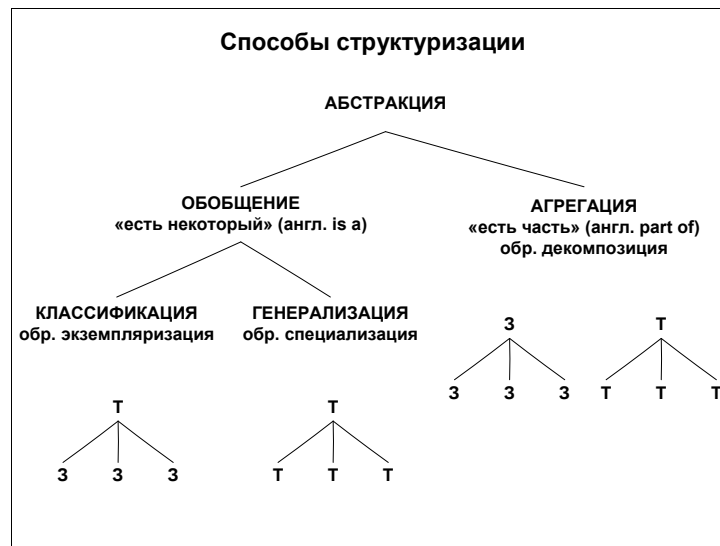 Способы структуризации
АБСТРАКЦИЯ
ОБОБЩЕНИЕ
«есть некоторый» (англ. is a)
АГРЕГАЦИЯ
«есть часть» (англ. part of)
обр. декомпозиция
КЛАССИФИКАЦИЯ
обр. экземпляризация
ГЕНЕРАЛИЗАЦИЯ
обр. специализация
З
З З З
Т
Т Т Т
Т
З З З
Т
Т Т Т